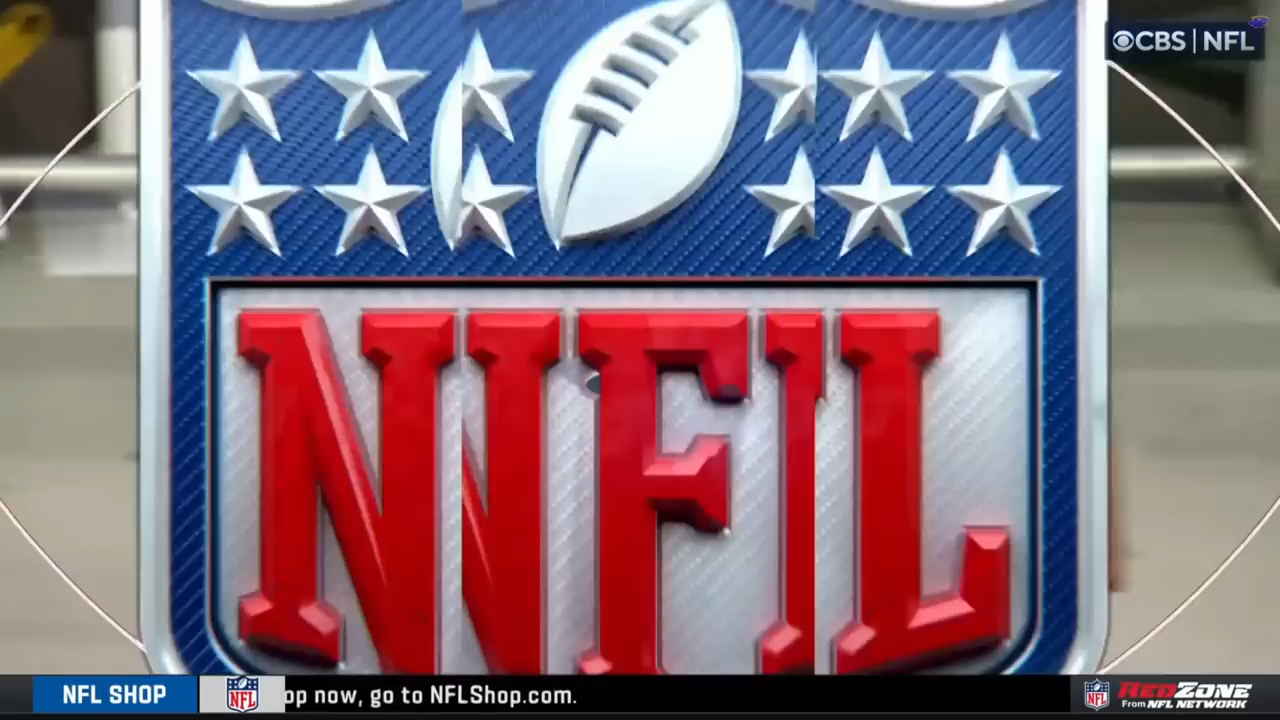 CBS | NFL
NFL
NFL SHOP
NFL
op now, go to NFLShop.com.
NFL
REDZONE
From NFL NETWORK